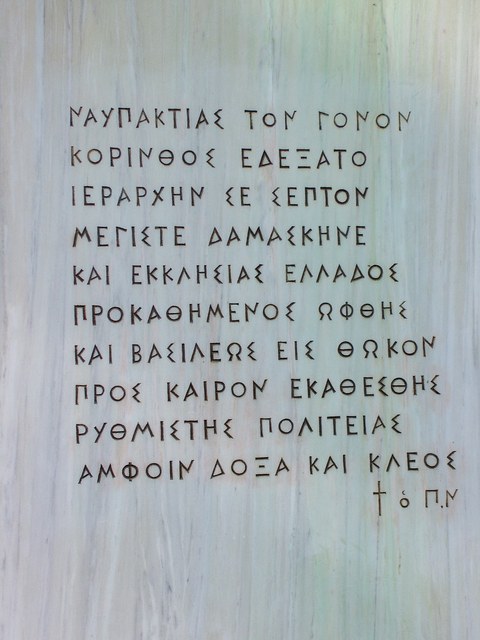 ΝΑΥΠΑΚΤΙΑΣ ΤΟΝ ΓΟΝΟΝ
ΚΟΡΙΝΘΟΣ ΕΔΕΞΑΤΟ
ΙΕΡΑΡΧΗΝ ΣΕ ΣΕΠΤΟΝ
ΜΕΓΙΣΤΕ ΔΑΜΑΣΚΗΝΕ
ΚΑΙ ΕΚΚΛΗΣΙΑΣ ΕΛΛΑΔΟΣ
ΠΡΟΚΑΘΗΜΕΝΟΣ ΩΦΘΗΣ
ΚΑΙ ΒΑΣΙΛΕΩΣ ΕΙΣ ΘΩΚΟΝ
ΠΡΟΣ ΚΑΙΡΟΝ ΕΚΑΘΕΣΘΗΣ
ΡΥΘΜΙΣΤΗΣ ΠΟΛΙΤΕΙΑΣ
ΑΜΦΟΙΝ ΔΟΞΑ ΚΑΙ ΚΛΕΟΣ
† ὁ Π.Ν